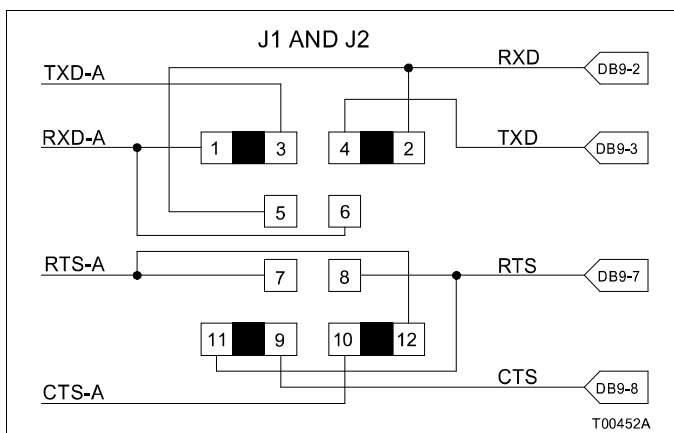 J1 AND J2
TXD-A
RXD
DB9-2
RXD-A
1 3
4 2
TXD
DB9-3
5 6
RTS-A
7 8
RTS
DB9-7
11 9
10 12
CTS-A
CTS
DB9-8
T00452A